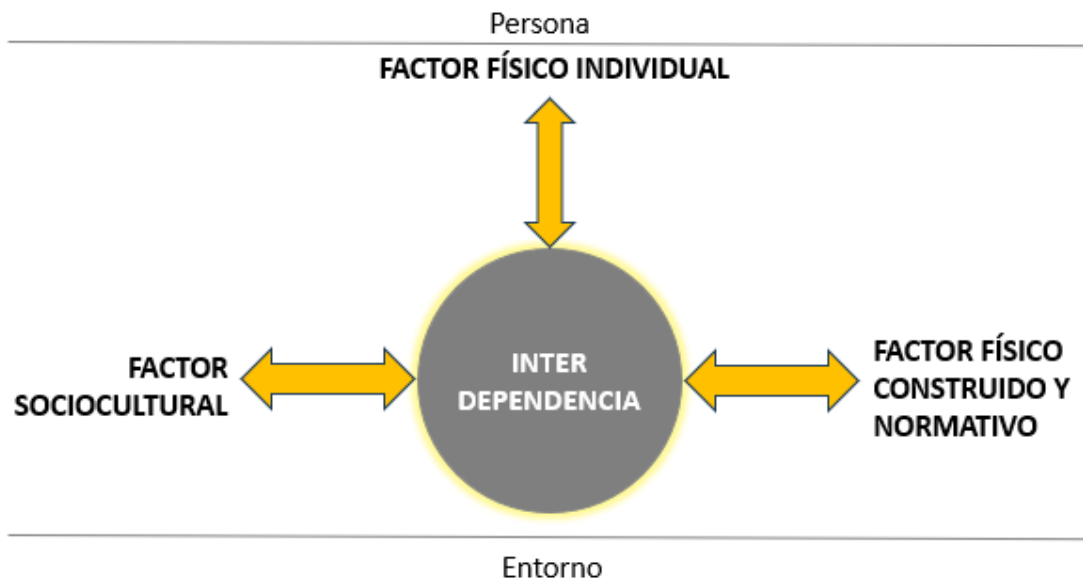 Persona
FACTOR FÍSICO INDIVIDUAL
FACTOR
SOCIOCULTURAL
INTER
DEPENDENCIA
FACTOR FÍSICO
CONSTRUIDO Y
NORMATIVO
Entorno